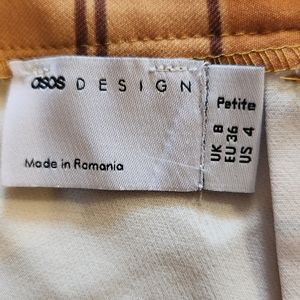 asos DESIGN
Made in Romania
Petite
UK 8
EU 36
US 4